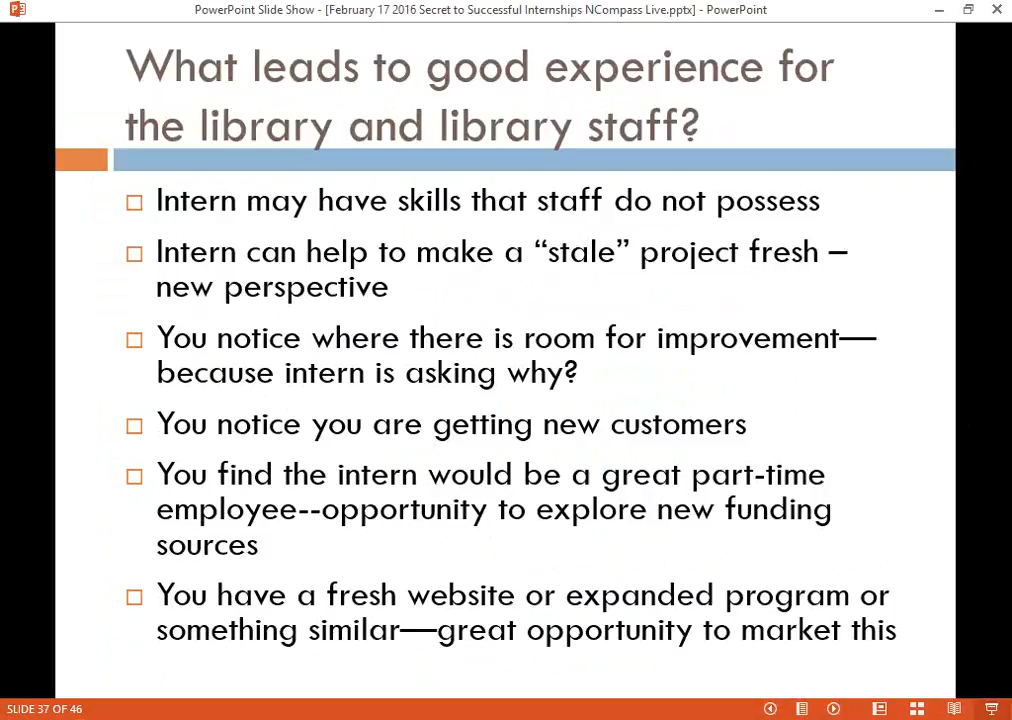 PowerPoint Slide Show - [February 17 2016 Secret to Successful Internships NCompass Live.pptx] - PowerPoint
What leads to good experience for
the library and library staff?
Intern may have skills that staff do not possess
Intern can help to make a “stale” project fresh –
new perspective
You notice where there is room for improvement—
because intern is asking why?
You notice you are getting new customers
You find the intern would be a great part-time
employee--opportunity to explore new funding
sources
You have a fresh website or expanded program or
something similar—great opportunity to market this
SLIDE 37 OF 46